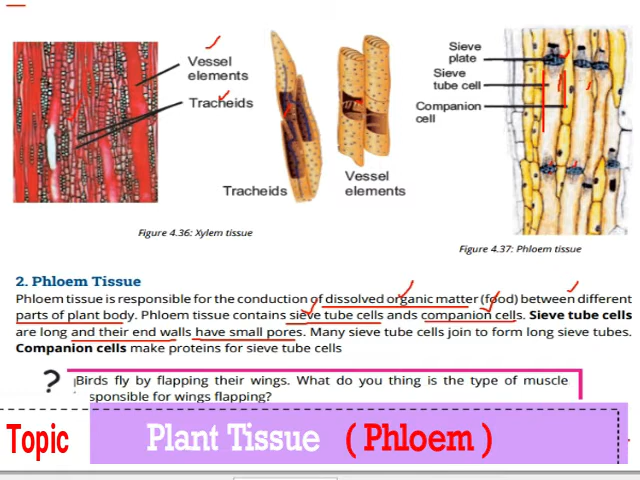 Vessel
elements
Tracheids
Tracheids
Vessel
elements
Sieve
plate
Sieve
tube cell
Companion
cell
Figure 4.36: Xylem tissue
Figure 4.37: Phloem tissue
2. Phloem Tissue
Phloem tissue is responsible for the conduction of dissolved organic matter (food) between different
parts of plant body. Phloem tissue contains sieve tube cells ands companion cells. Sieve tube cells
are long and their end walls have small pores. Many sieve tube cells join to form long sieve tubes.
Companion cells make proteins for sieve tube cells
? Birds fly by flapping their wings. What do you thing is the type of muscle
responsible for wings flapping?
Topic Plant Tissue ( Phloem )